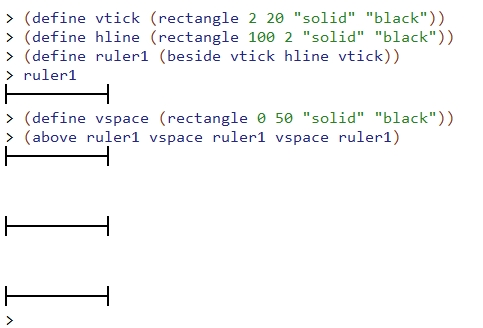 > (define vtick (rectangle 2 20 "solid" "black"))
> (define hline (rectangle 100 2 "solid" "black"))
> (define ruler1 (beside vtick hline vtick))
> ruler1
> (define vspace (rectangle 0 50 "solid" "black"))
> (above ruler1 vspace ruler1 vspace ruler1)
>